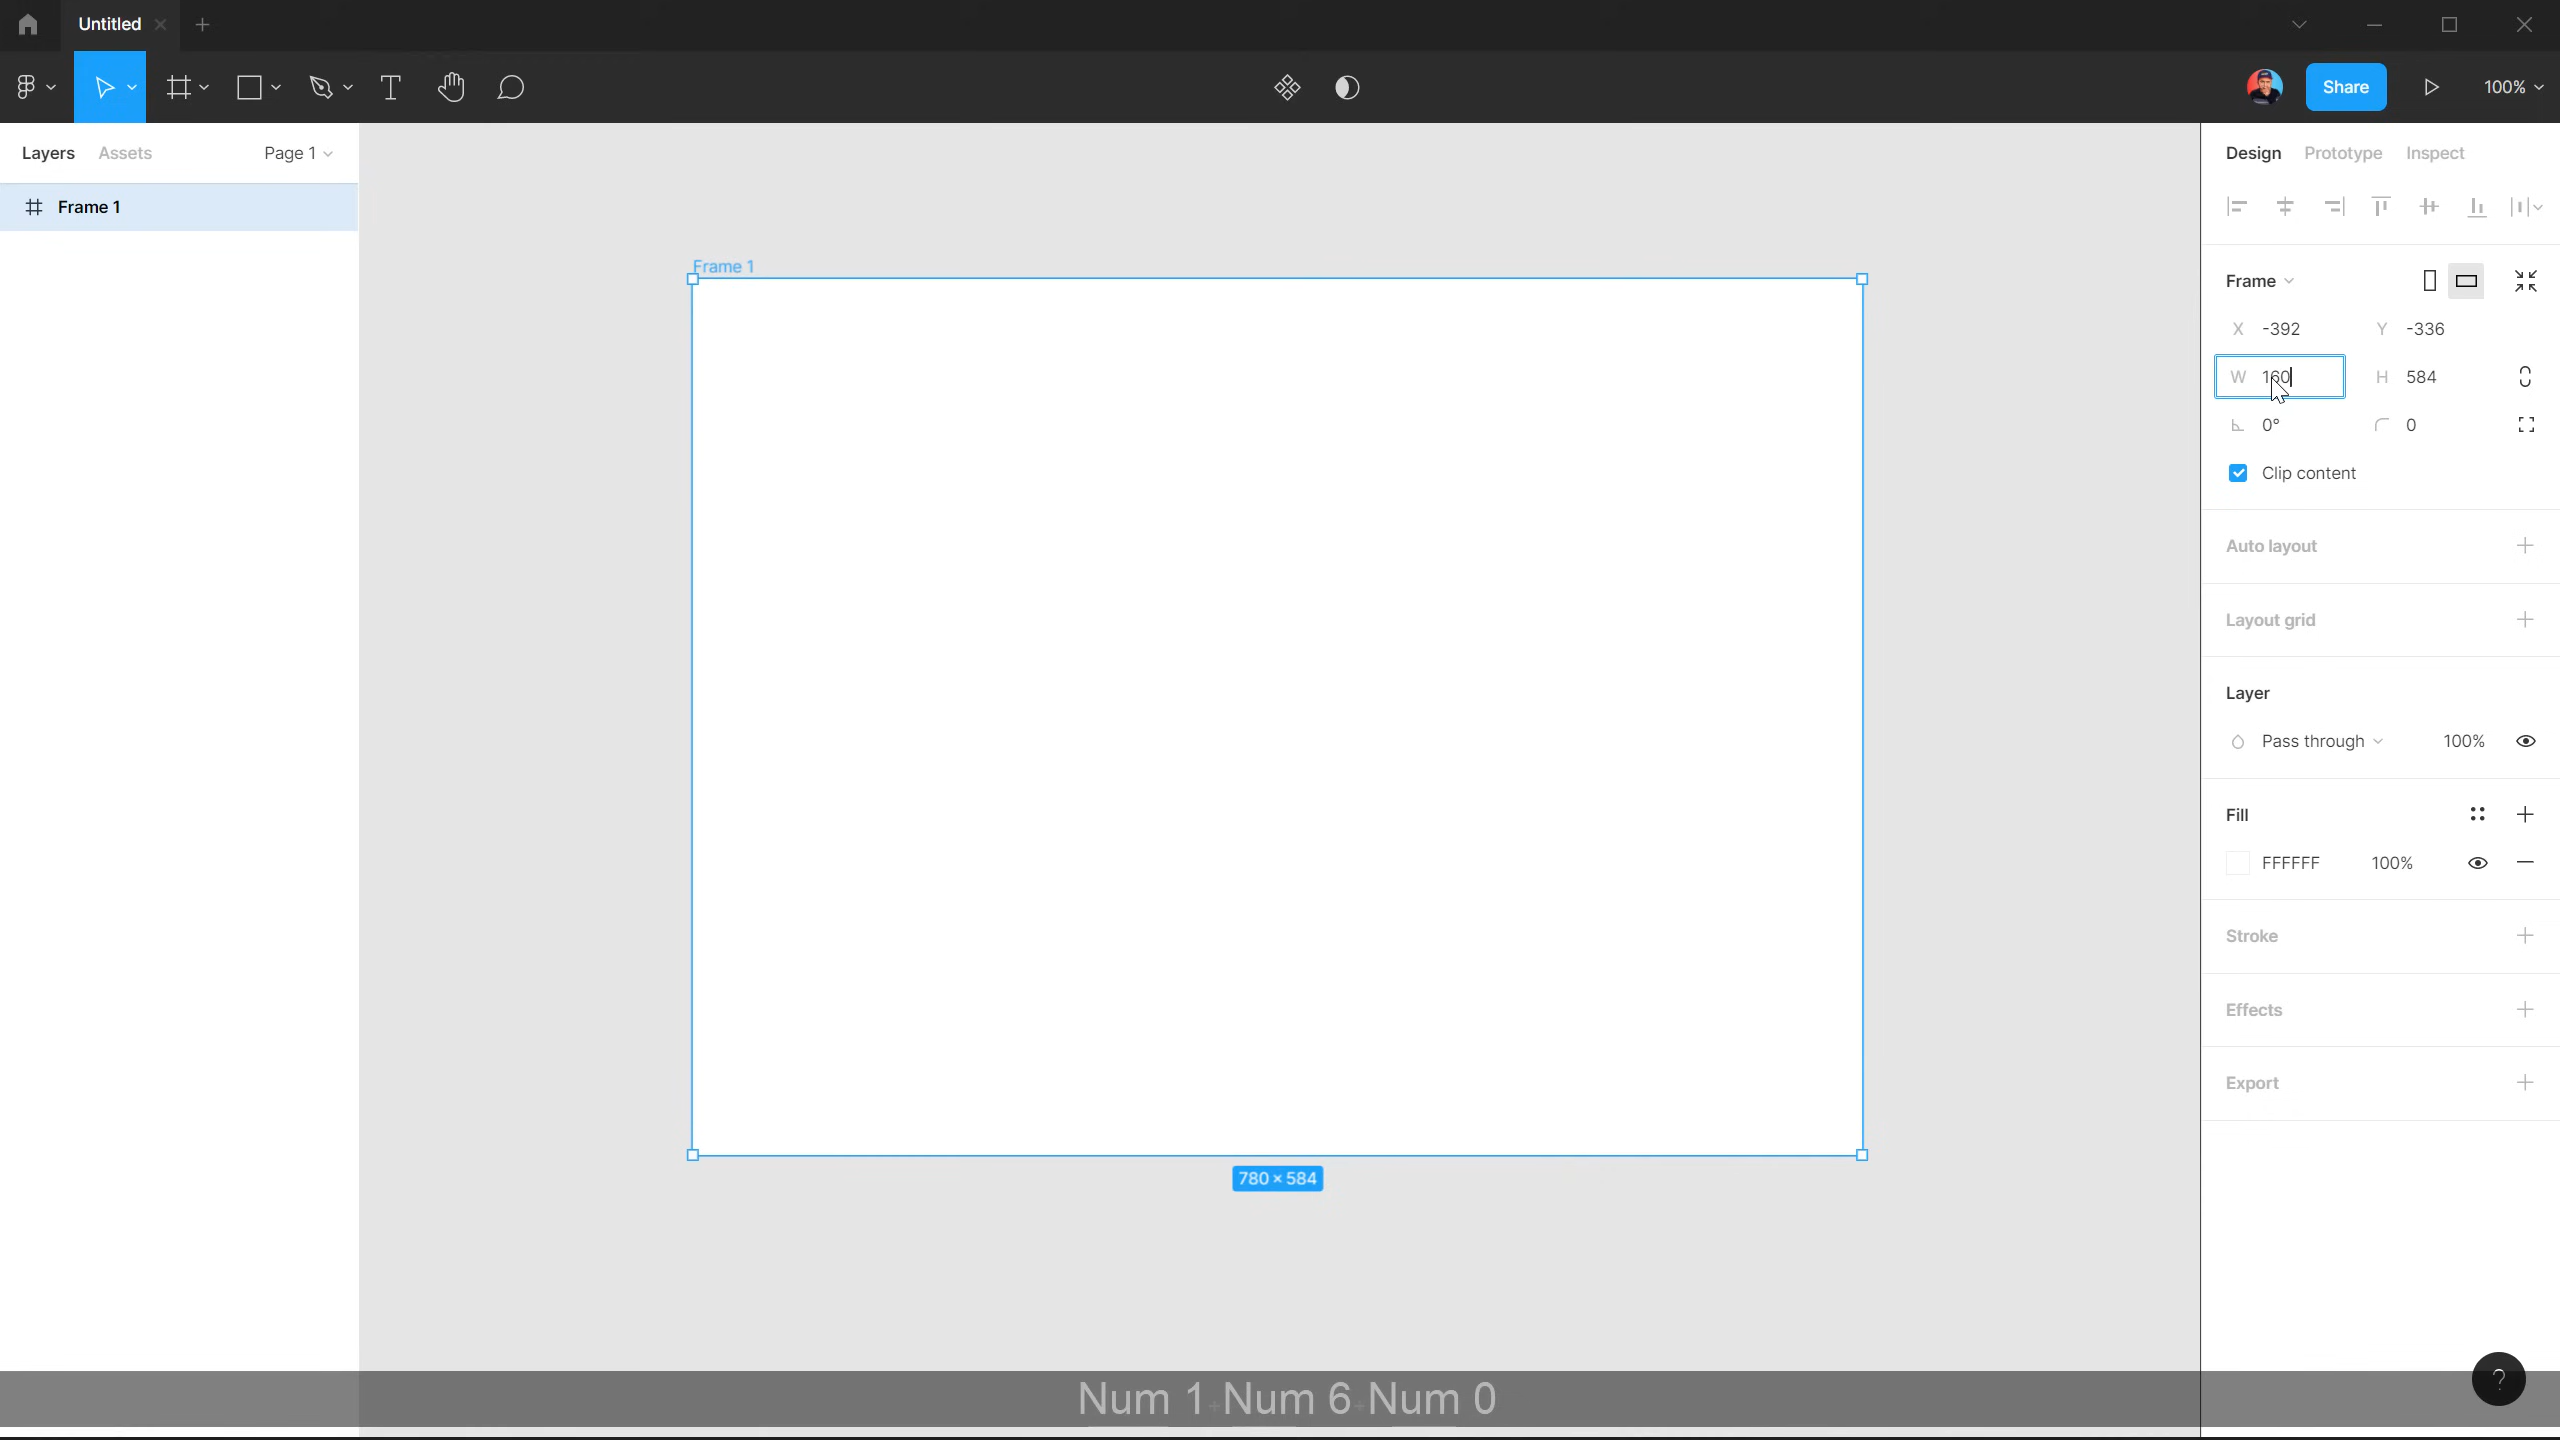 Untitled
Share
100%
Layers Assets Page 1
Frame 1
Frame 1
780 × 584
Design Prototype Inspect
Frame
X -392 Y -336
W 160 H 584
0° 0
Clip content
Auto layout
Layout grid
Layer
Pass through 100%
Fill
FFFFFF 100%
Stroke
Effects
Export
?
Num 1+Num 6+Num 0